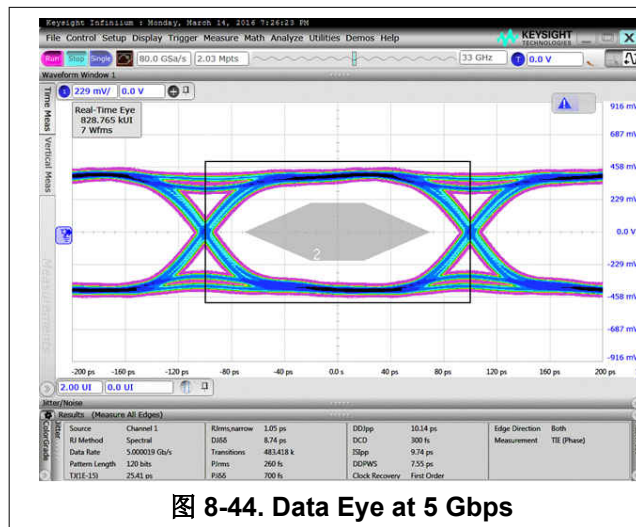 Keysight Infiniium : Monday, March 14, 2016 7:26:23 PM
File Control Setup Display Trigger Measure Math Analyze Utilities Demos Help
KEYSIGHT
TECHNOLOGIES
Run Stop Single 80.0 GSa/s 2.03 Mpts 33 GHz T 0.0 V
Waveform Window 1
1 229 mV/ 0.0 V
Time Meas
Vertical Meas
Measurements
Real-Time Eye
828.765 kUI
7 Wfms
916 mV
687 mV
458 mV
229 mV
0.0 V
-229 mV
-458 mV
-687 mV
-916 mV
2
-200 ps -160 ps -120 ps -80 ps -40 ps 0.0 s 40 ps 80 ps 120 ps 160 ps 200 ps
2.00 UI 0.0 UI
Jitter/Noise
Results (Measure All Edges)
ColorGrade
Jitter
Source Channel 1 RJrms,narrow 1.05 ps DDJpp 10.14 ps Edge Direction Both
RJ Method Spectral DJδδ 8.74 ps DCD 300 fs Measurement TIE (Phase)
Data Rate 5.000019 Gb/s Transitions 483.418 k ISIpp 9.74 ps
Pattern Length 120 bits PJrms 260 fs DDPWS 7.55 ps
TJ(1E-15) 25.41 ps PJδδ 700 fs Clock Recovery First Order
图 8-44. Data Eye at 5 Gbps